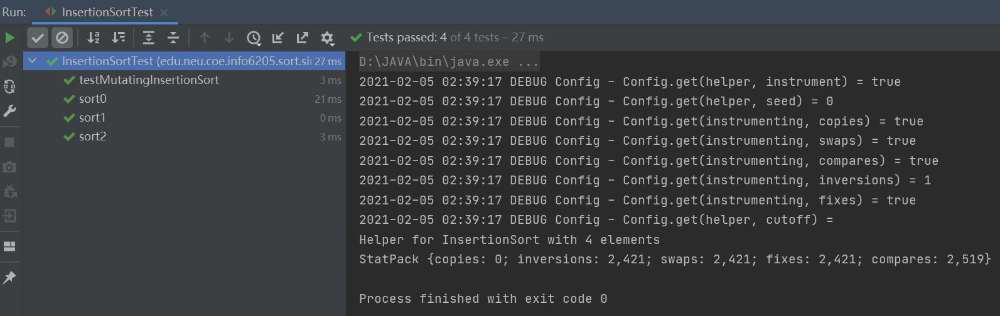 Run: InsertionSortTest
Tests passed: 4 of 4 tests – 27 ms
InsertionSortTest (edu.neu.coe.info6205.sort.sir 27 ms
testMutatingInsertionSort 3 ms
sort0 21 ms
sort1 0 ms
sort2 3 ms
D:\JAVA\bin\java.exe ...
2021-02-05 02:39:17 DEBUG Config - Config.get(helper, instrument) = true
2021-02-05 02:39:17 DEBUG Config - Config.get(helper, seed) = 0
2021-02-05 02:39:17 DEBUG Config - Config.get(instrumenting, copies) = true
2021-02-05 02:39:17 DEBUG Config - Config.get(instrumenting, swaps) = true
2021-02-05 02:39:17 DEBUG Config - Config.get(instrumenting, compares) = true
2021-02-05 02:39:17 DEBUG Config - Config.get(instrumenting, inversions) = 1
2021-02-05 02:39:17 DEBUG Config - Config.get(instrumenting, fixes) = true
2021-02-05 02:39:17 DEBUG Config - Config.get(helper, cutoff) =
Helper for InsertionSort with 4 elements
StatPack {copies: 0; inversions: 2,421; swaps: 2,421; fixes: 2,421; compares: 2,519}
Process finished with exit code 0